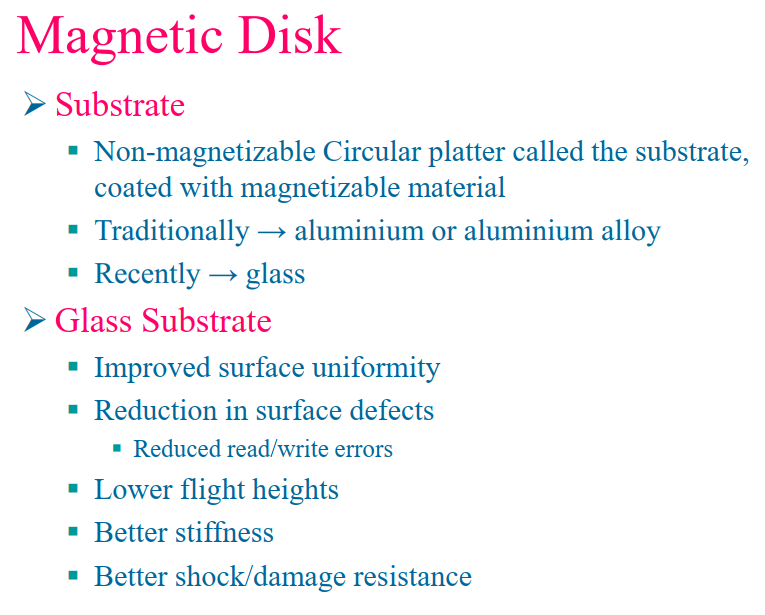 Magnetic Disk
➢ Substrate
▪ Non-magnetizable Circular platter called the substrate,
coated with magnetizable material
▪ Traditionally → aluminium or aluminium alloy
▪ Recently → glass
➢ Glass Substrate
▪ Improved surface uniformity
▪ Reduction in surface defects
▪ Reduced read/write errors
▪ Lower flight heights
▪ Better stiffness
▪ Better shock/damage resistance